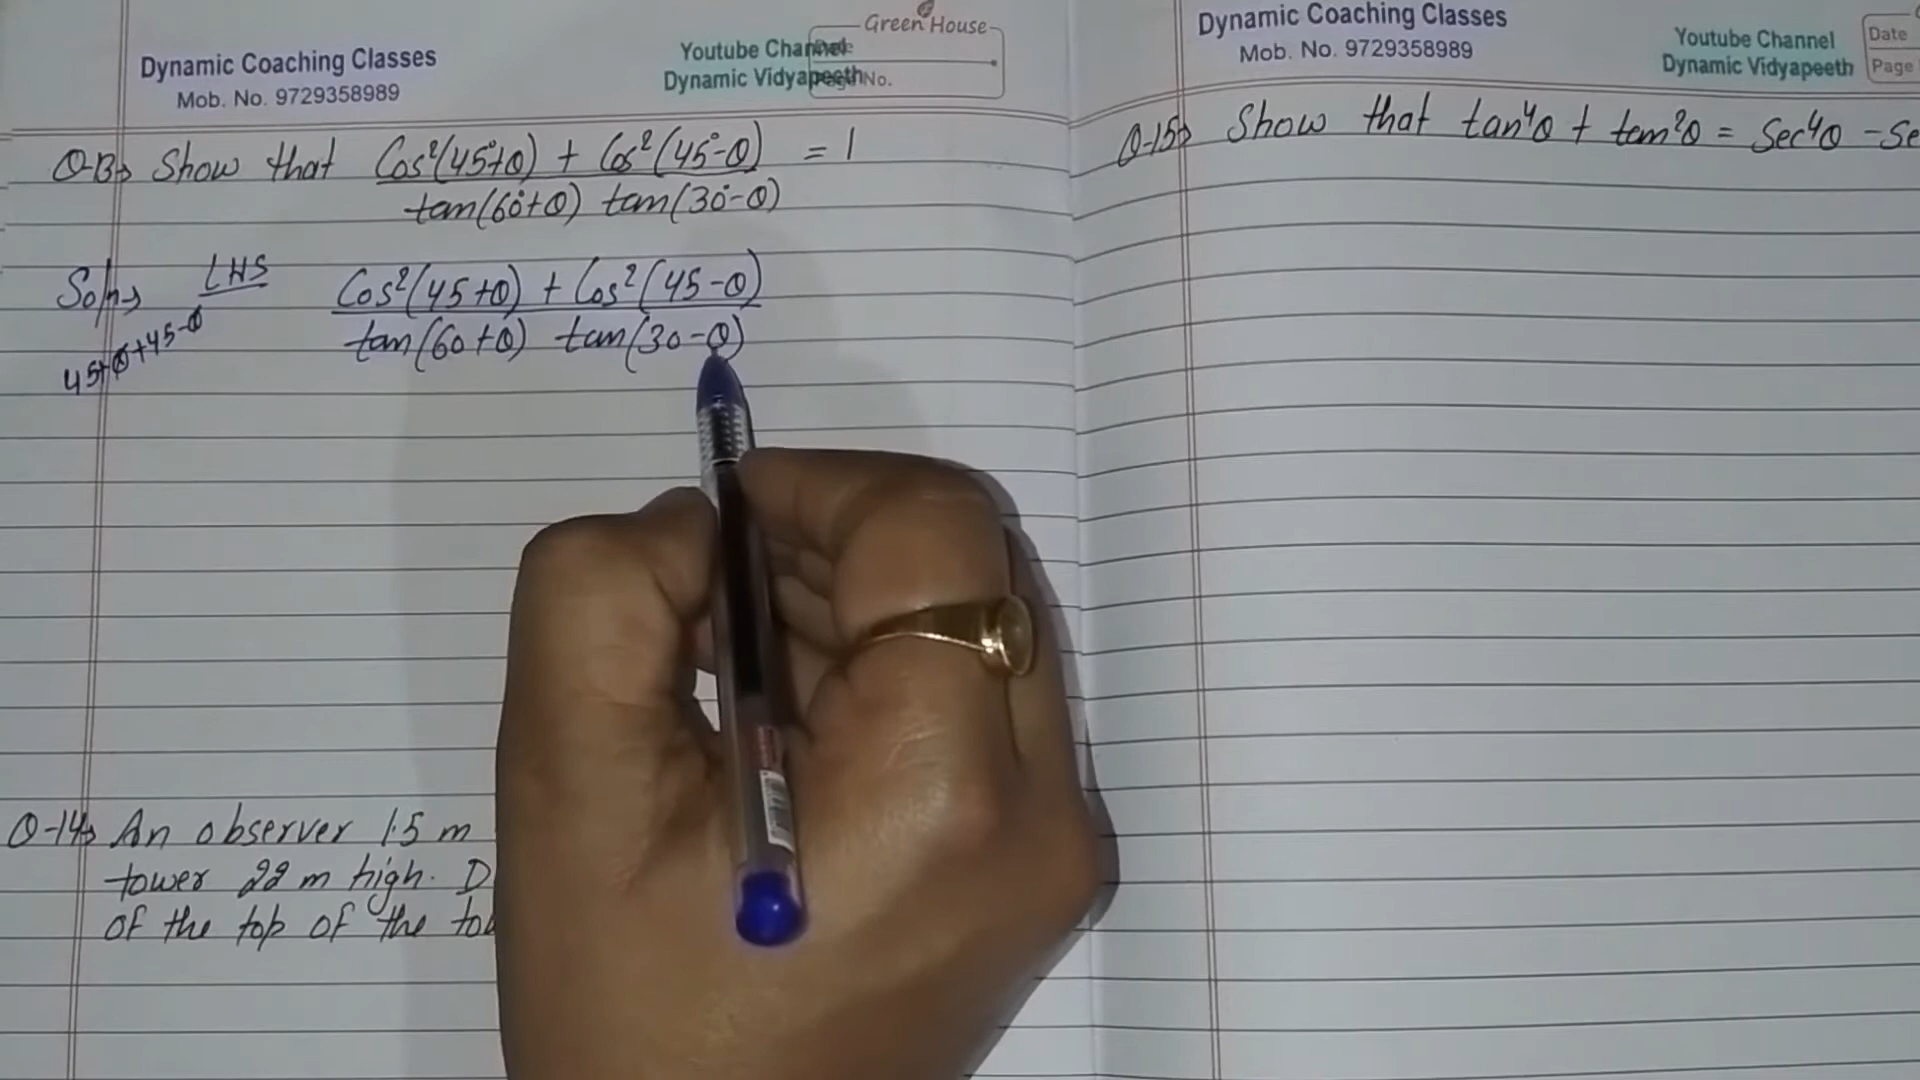 Dynamic Coaching Classes
Mob. No. 9729358989
Youtube Channel
Dynamic Vidyapeeth
Green House
No.
Q-13→ Show that Cos²(45°+θ) + Cos²(45°-θ) = 1
tan(60°+θ) tan(30°-θ)
Soln→ LHS Cos²(45+θ) + Cos²(45-θ)
tan(60+θ) tan(30-θ)
45+θ+45-θ
Q-14→ An observer 1.5 m
tower 22 m high. D
of the top of the
Dynamic Coaching Classes
Mob. No. 9729358989
Youtube Channel
Dynamic Vidyapeeth
Date
Page
Q-15→ Show that tan⁴θ + tan²θ = Sec⁴θ - Se